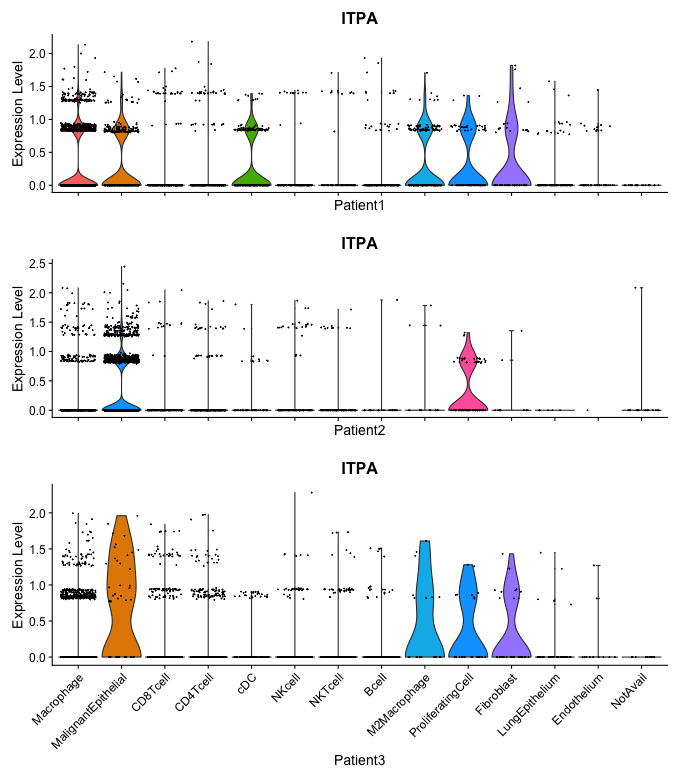 ITPA
Expression Level
2.0
1.5
1.0
0.5
0.0
Patient1
ITPA
Expression Level
2.5
2.0
1.5
1.0
0.5
0.0
Patient2
ITPA
Expression Level
2.0
1.5
1.0
0.5
0.0
Macrophage
MalignantEpithelial
CD8Tcell
CD4Tcell
cDC
NKcell
NKTcell
Bcell
M2Macrophage
ProliferatingCell
Fibroblast
LungEpithelium
Endothelium
NotAvail
Patient3